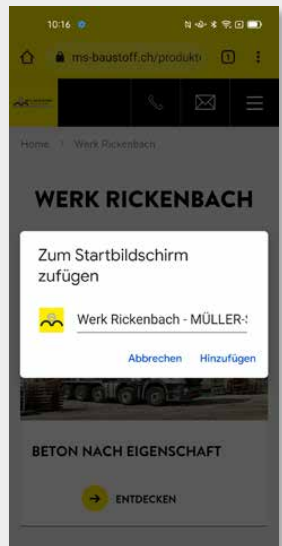 10:16
ms-baustoff.ch/produkti
1
Home
Werk Rickenbach
WERK RICKENBACH
Zum Startbildschirm
zufügen
Werk Rickenbach - MÜLLER-
Abbrechen Hinzufügen
BETON NACH EIGENSCHAFT
ENTDECKEN